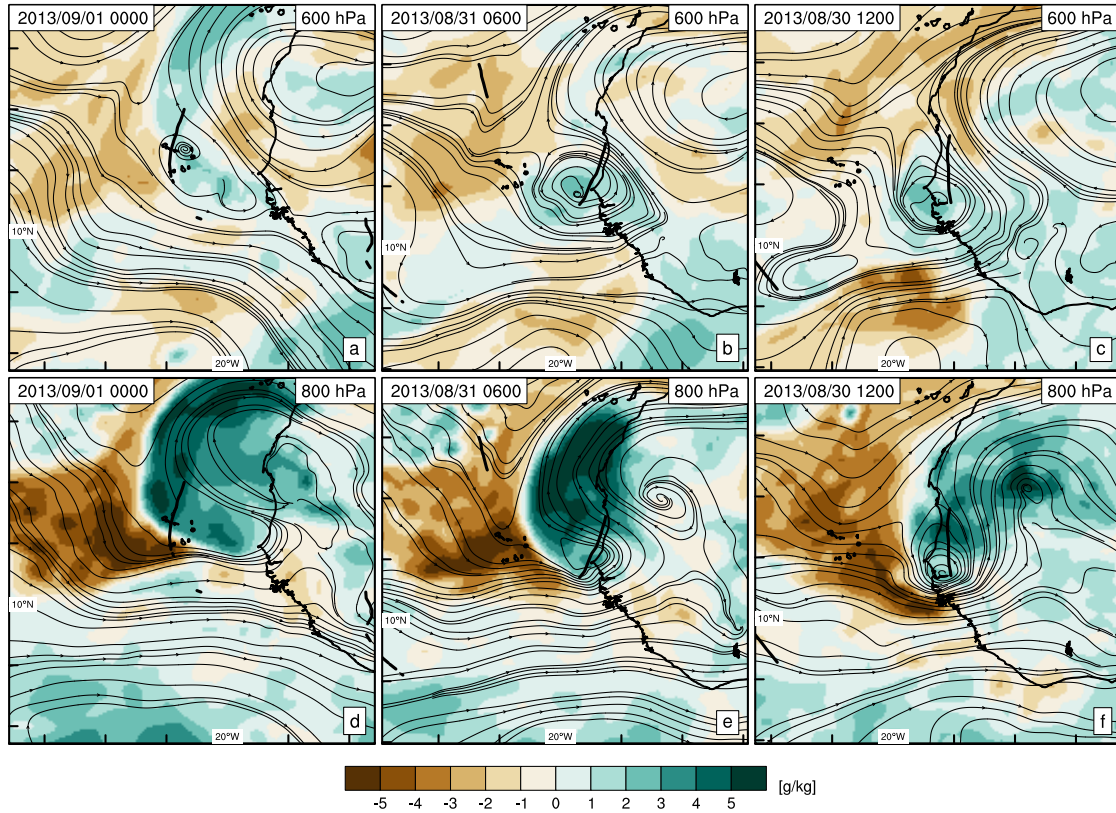 2013/09/01 0000 600 hPa
10°N
20°W
a
2013/08/31 0600 600 hPa
10°N
20°W
b
2013/08/30 1200 600 hPa
10°N
20°W
c
2013/09/01 0000 800 hPa
10°N
20°W
d
2013/08/31 0600 800 hPa
10°N
20°W
e
2013/08/30 1200 800 hPa
10°N
20°W
f
-5 -4 -3 -2 -1 0 1 2 3 4 5 [g/kg]